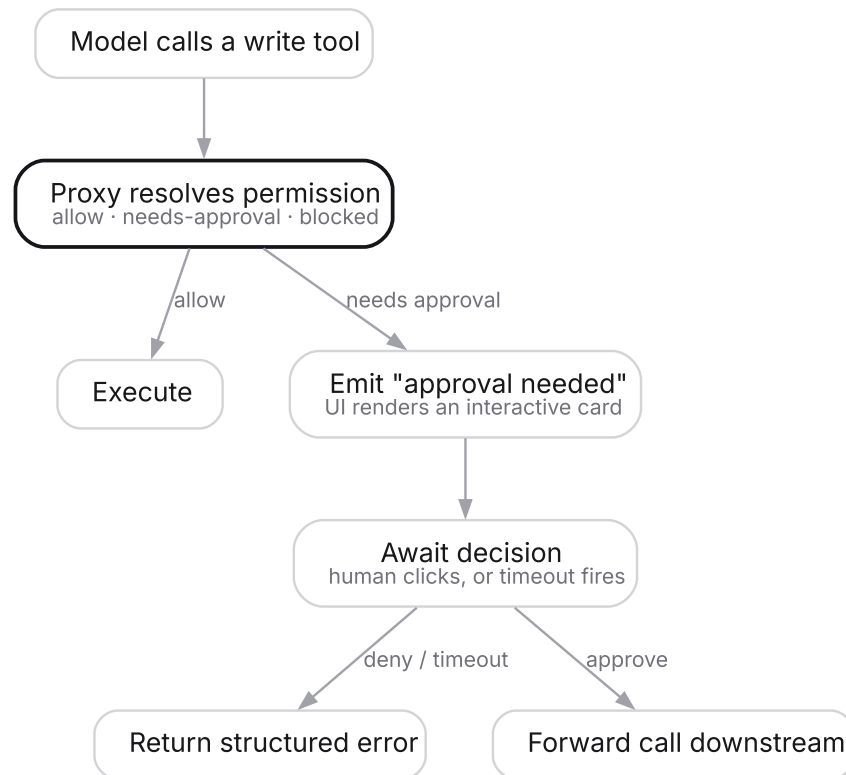 Model calls a write tool
Proxy resolves permission
allow · needs-approval · blocked
allow
needs approval
Execute
Emit "approval needed"
UI renders an interactive card
Await decision
human clicks, or timeout fires
deny / timeout
approve
Return structured error
Forward call downstream